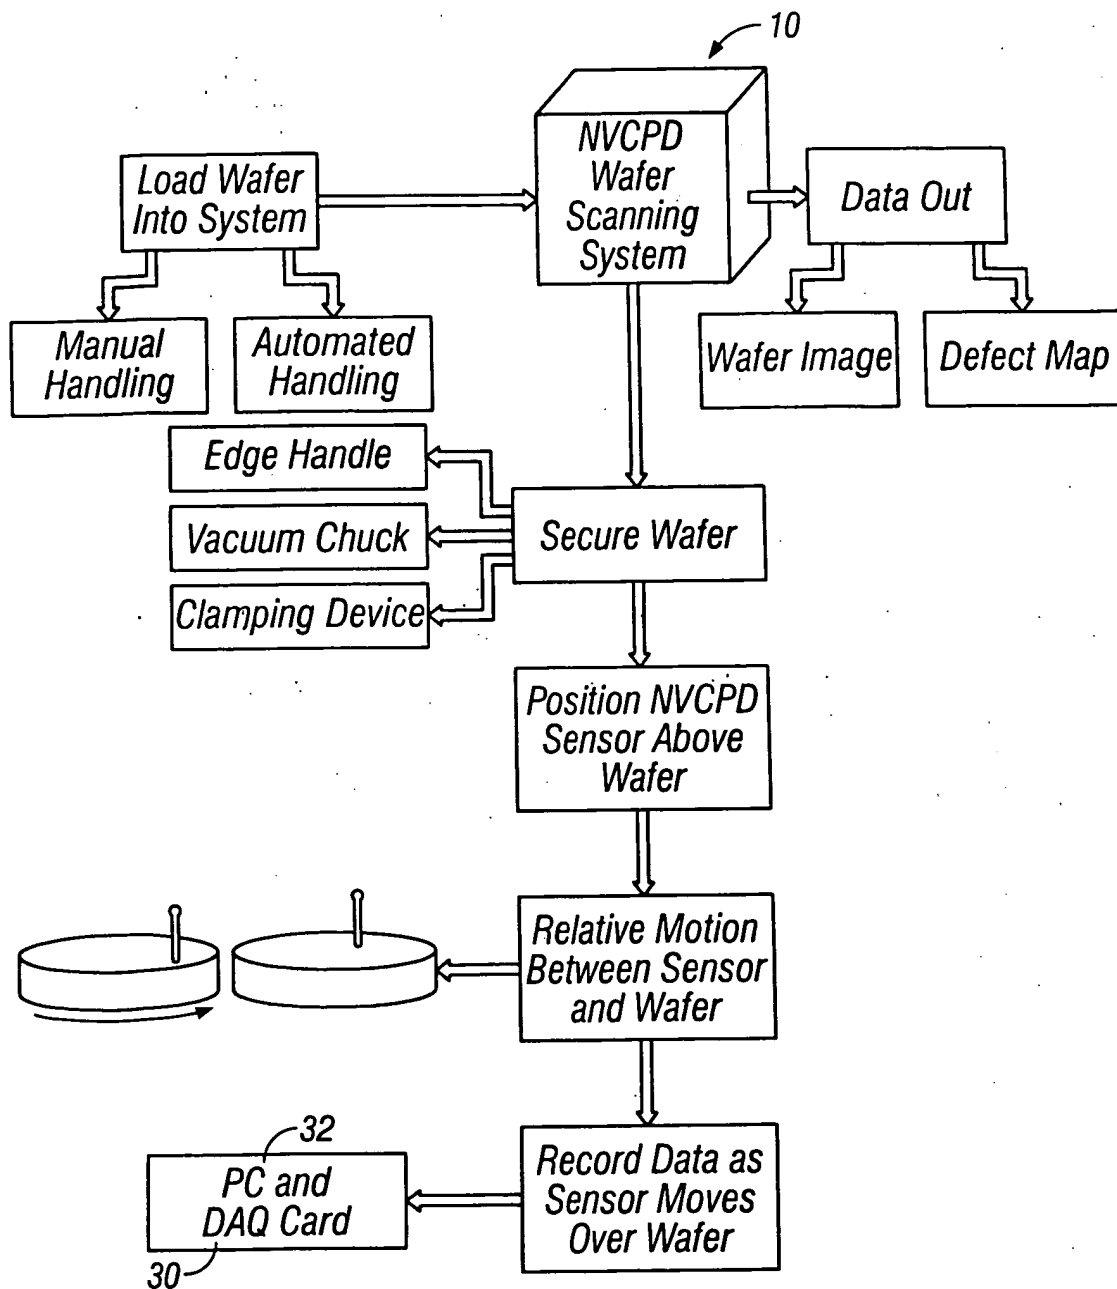 10
NVCPD
Wafer
Scanning
System
Load Wafer
Into System
Data Out
Manual
Handling
Automated
Handling
Wafer Image
Defect Map
Edge Handle
Vacuum Chuck
Clamping Device
Secure Wafer
Position NVCPD
Sensor Above
Wafer
Relative Motion
Between Sensor
and Wafer
32
PC and
DAQ Card
30
Record Data as
Sensor Moves
Over Wafer